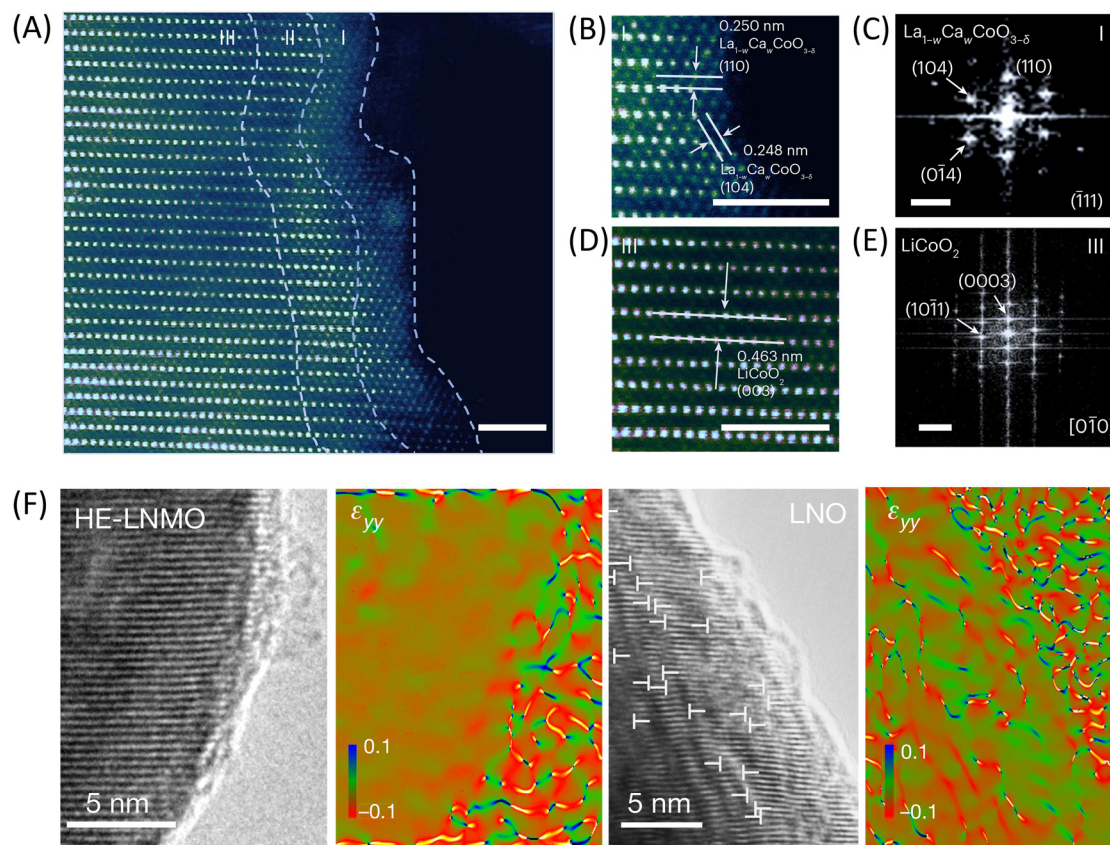 (A)
III II I
(B)
I
0.250 nm
La₁₋wCawCoO₃₋δ
(110)
0.248 nm
La₁₋wCawCoO₃₋δ
(104)
(C)
La₁₋wCawCoO₃₋δ I
(104) (110)
(01̄4)
(1̄11)
(D)
III
0.463 nm
LiCoO₂
(003)
(E)
LiCoO₂ III
(0003)
(101̄1)
[01̄0
(F)
HE-LNMO
5 nm
εyy
0.1
−0.1
LNO
5 nm
εyy
0.1
−0.1